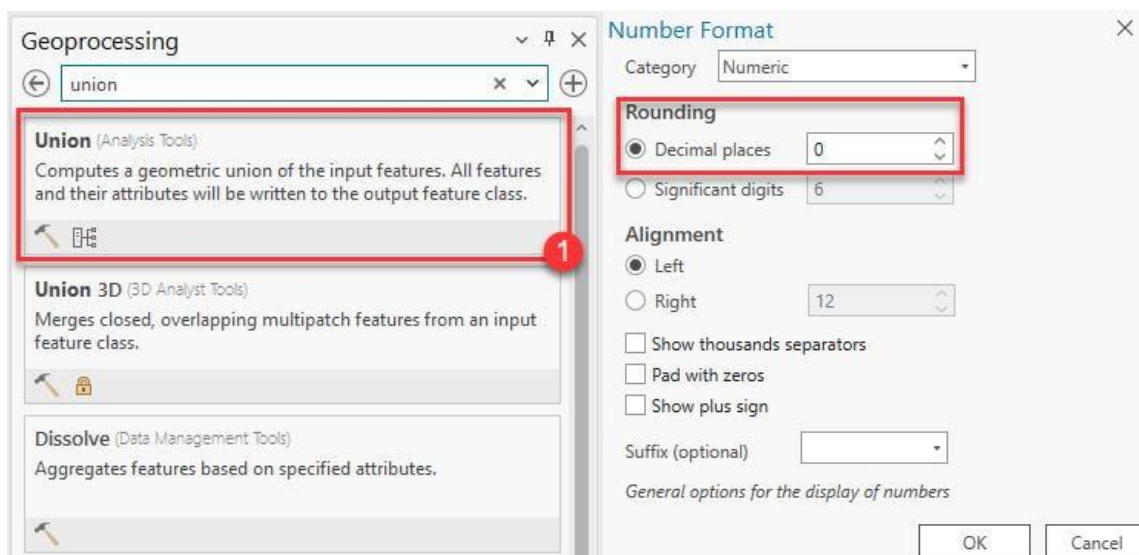 Geoprocessing
union
Union (Analysis Tools)
Computes a geometric union of the input features. All features
and their attributes will be written to the output feature class.
1
Union 3D (3D Analyst Tools)
Merges closed, overlapping multipatch features from an input
feature class.
Dissolve (Data Management Tools)
Aggregates features based on specified attributes.
Number Format
Category Numeric
Rounding
Decimal places 0
Significant digits 6
Alignment
Left
Right 12
Show thousands separators
Pad with zeros
Show plus sign
Suffix (optional)
General options for the display of numbers
OK Cancel